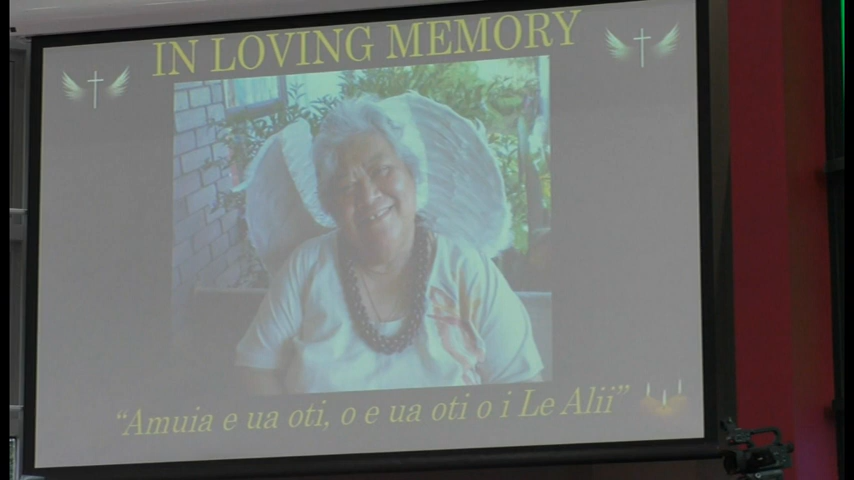 IN LOVING MEMORY
“Amuia e ua oti, o e ua oti o i Le Alii”